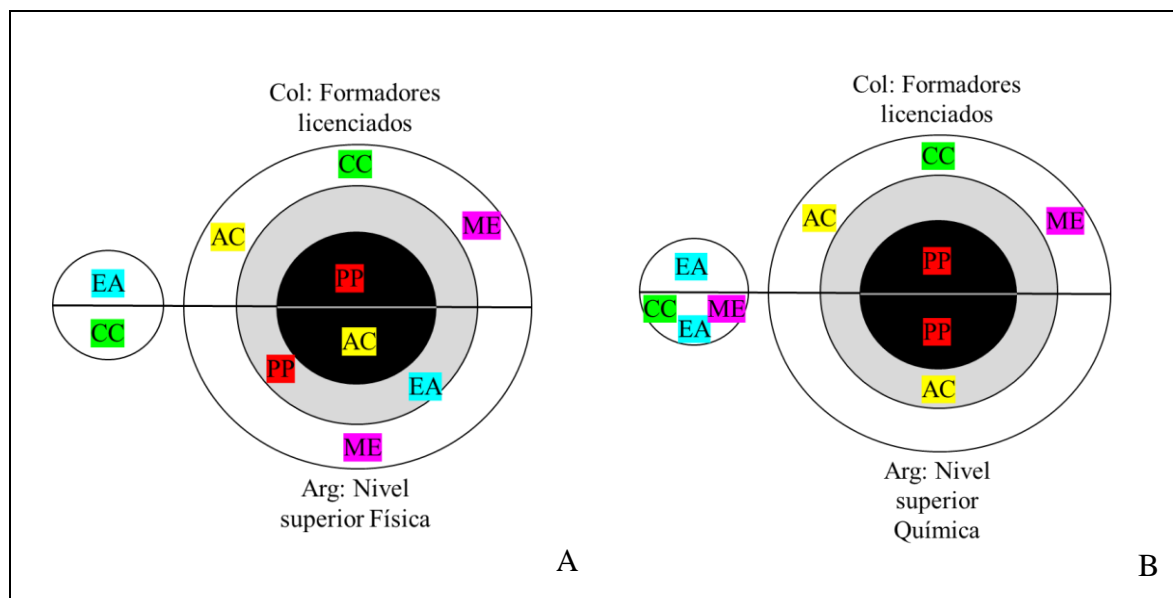 Col: Formadores
licenciados
CC
ME
AC
EA
PP
CC
AC
PP
EA
ME
Arg: Nivel
superior Física
A
Col: Formadores
licenciados
CC
ME
AC
EA
PP
CC
ME
EA
PP
AC
Arg: Nivel
superior
Química
B